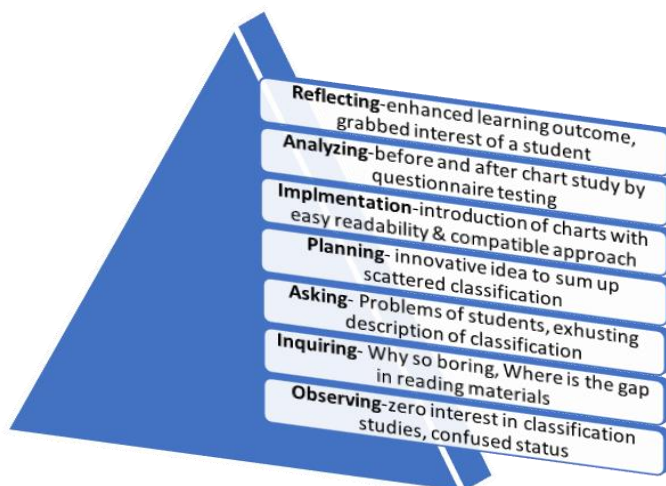 Reflecting-enhanced learning outcome,
grabbed interest of a student
Analyzing-before and after chart study by
questionnaire testing
Implmentation-introduction of charts with
easy readability & compatible approach
Planning- innovative idea to sum up
scattered classification
Asking- Problems of students, exhusting
description of classification
Inquiring- Why so boring, Where is the gap
in reading materials
Observing-zero interest in classification
studies, confused status